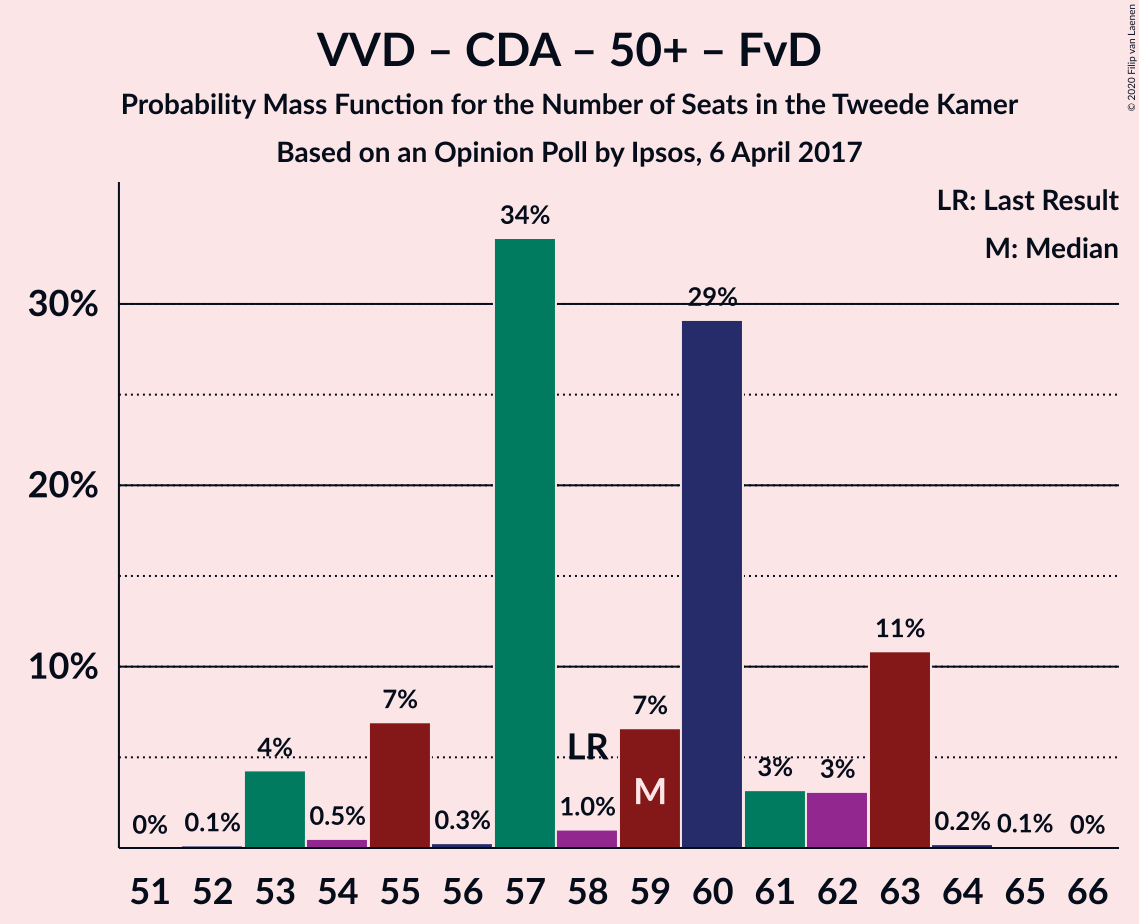 VVD – CDA – 50+ – FvD
Probability Mass Function for the Number of Seats in the Tweede Kamer
Based on an Opinion Poll by Ipsos, 6 April 2017
© 2020 Filip van Laenen
LR: Last Result
M: Median
30%
20%
10%
0%
0.1%
4%
0.5%
7%
0.3%
34%
LR
1.0%
7%
M
29%
3%
3%
11%
0.2%
0.1%
0%
51 52 53 54 55 56 57 58 59 60 61 62 63 64 65 66